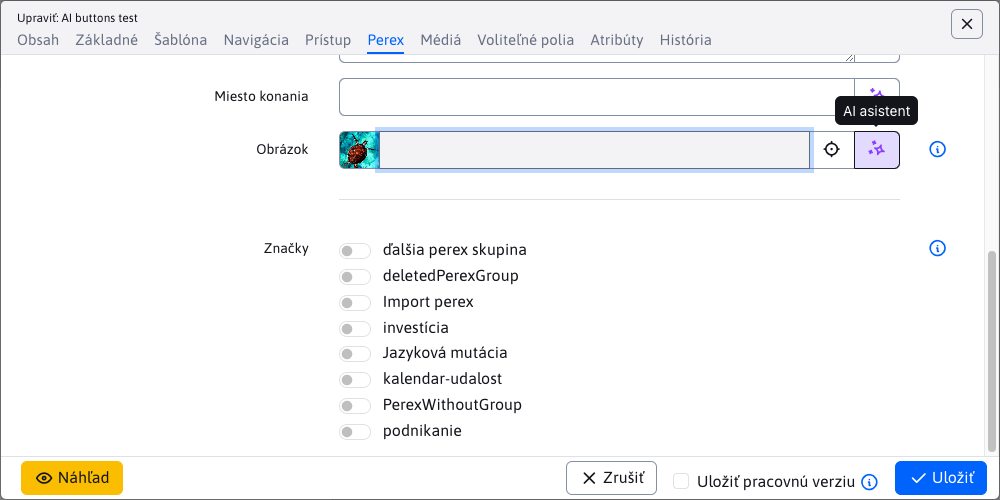 Upraviť: AI buttons test
Obsah Základné Šablóna Navigácia Prístup Perex Médiá Voliteľné polia Atribúty História
Miesto konania
AI asistent
Obrázok
Značky
ďalšia perex skupina
deletedPerexGroup
Import perex
investícia
Jazyková mutácia
kalendar-udalost
PerexWithoutGroup
podnikanie
Náhľad Zrušiť Uložiť pracovnú verziu Uložiť